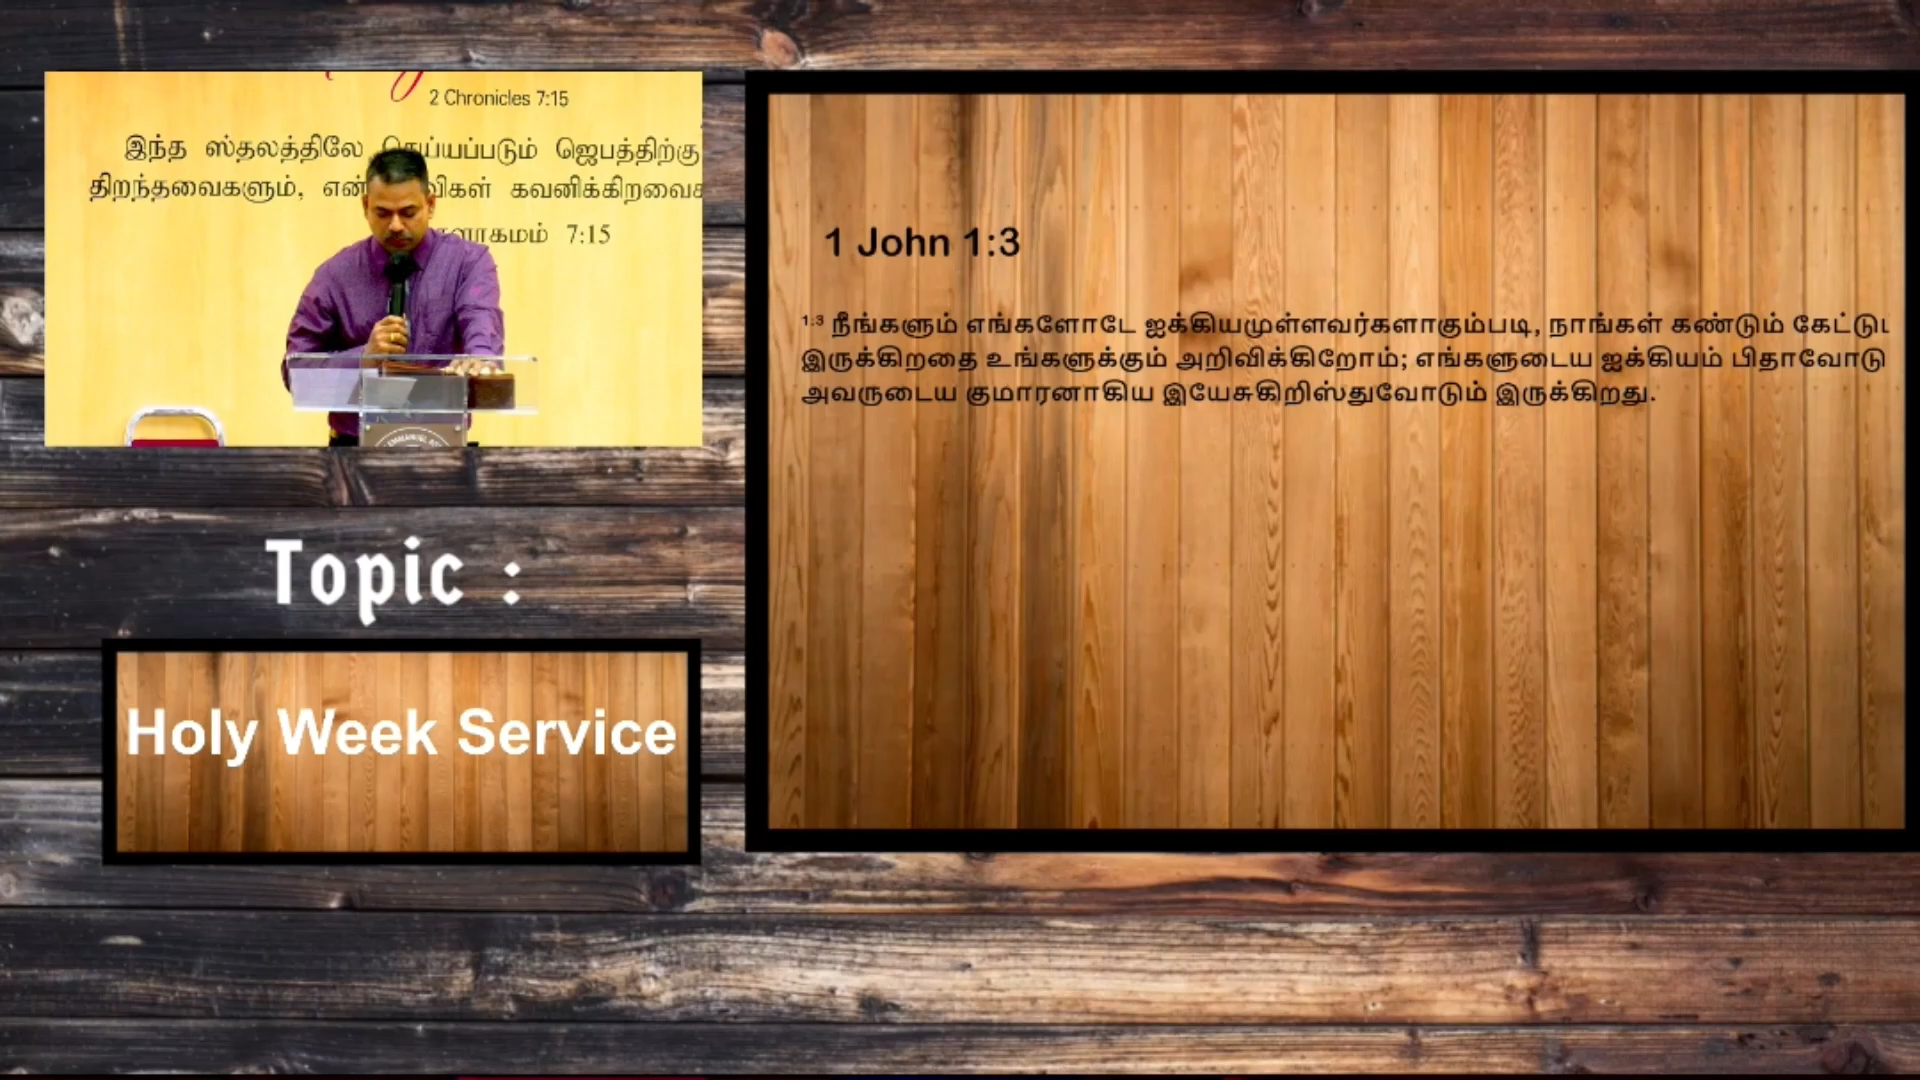 2 Chronicles 7:15
இந்த ஸ்தலத்திலே செய்யப்படும் ஜெபத்திற்கு
திறந்தவைகளும், கவனிக்கிறவைக
7:15
Topic :
Holy Week Service
1 John 1:3
1:3 நீங்களும் எங்களோடே ஐக்கியமுள்ளவர்களாகும்படி, நாங்கள் கண்டும்
இருக்கிறதை உங்களுக்கும் அறிவிக்கிறோம்; எங்களுடைய ஐக்கியம் பிதாவோடு
அவருடைய குமாரனாகிய இயேசுகிறிஸ்துவோடும் இருக்கிறது.